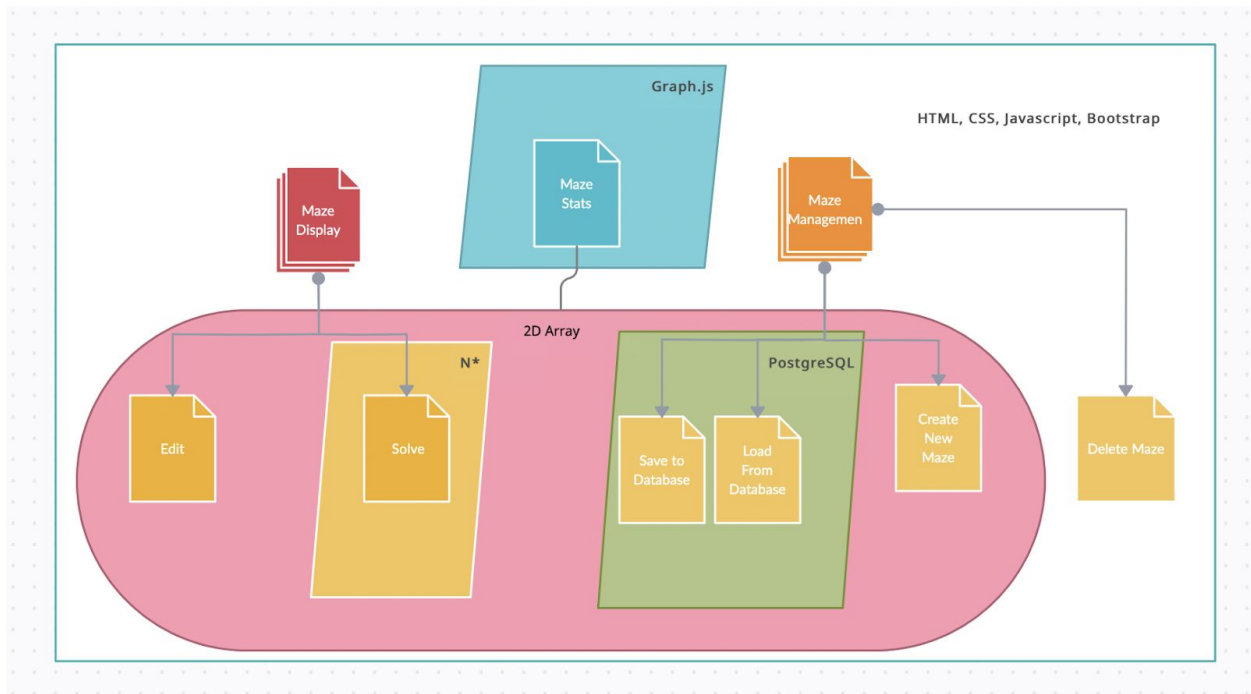 Graph.js
HTML, CSS, Javascript, Bootstrap
Maze
Display
Maze
Stats
Maze
Managemen
2D Array
N*
PostgreSQL
Edit
Solve
Save to
Database
Load
From
Database
Create
New
Maze
Delete Maze